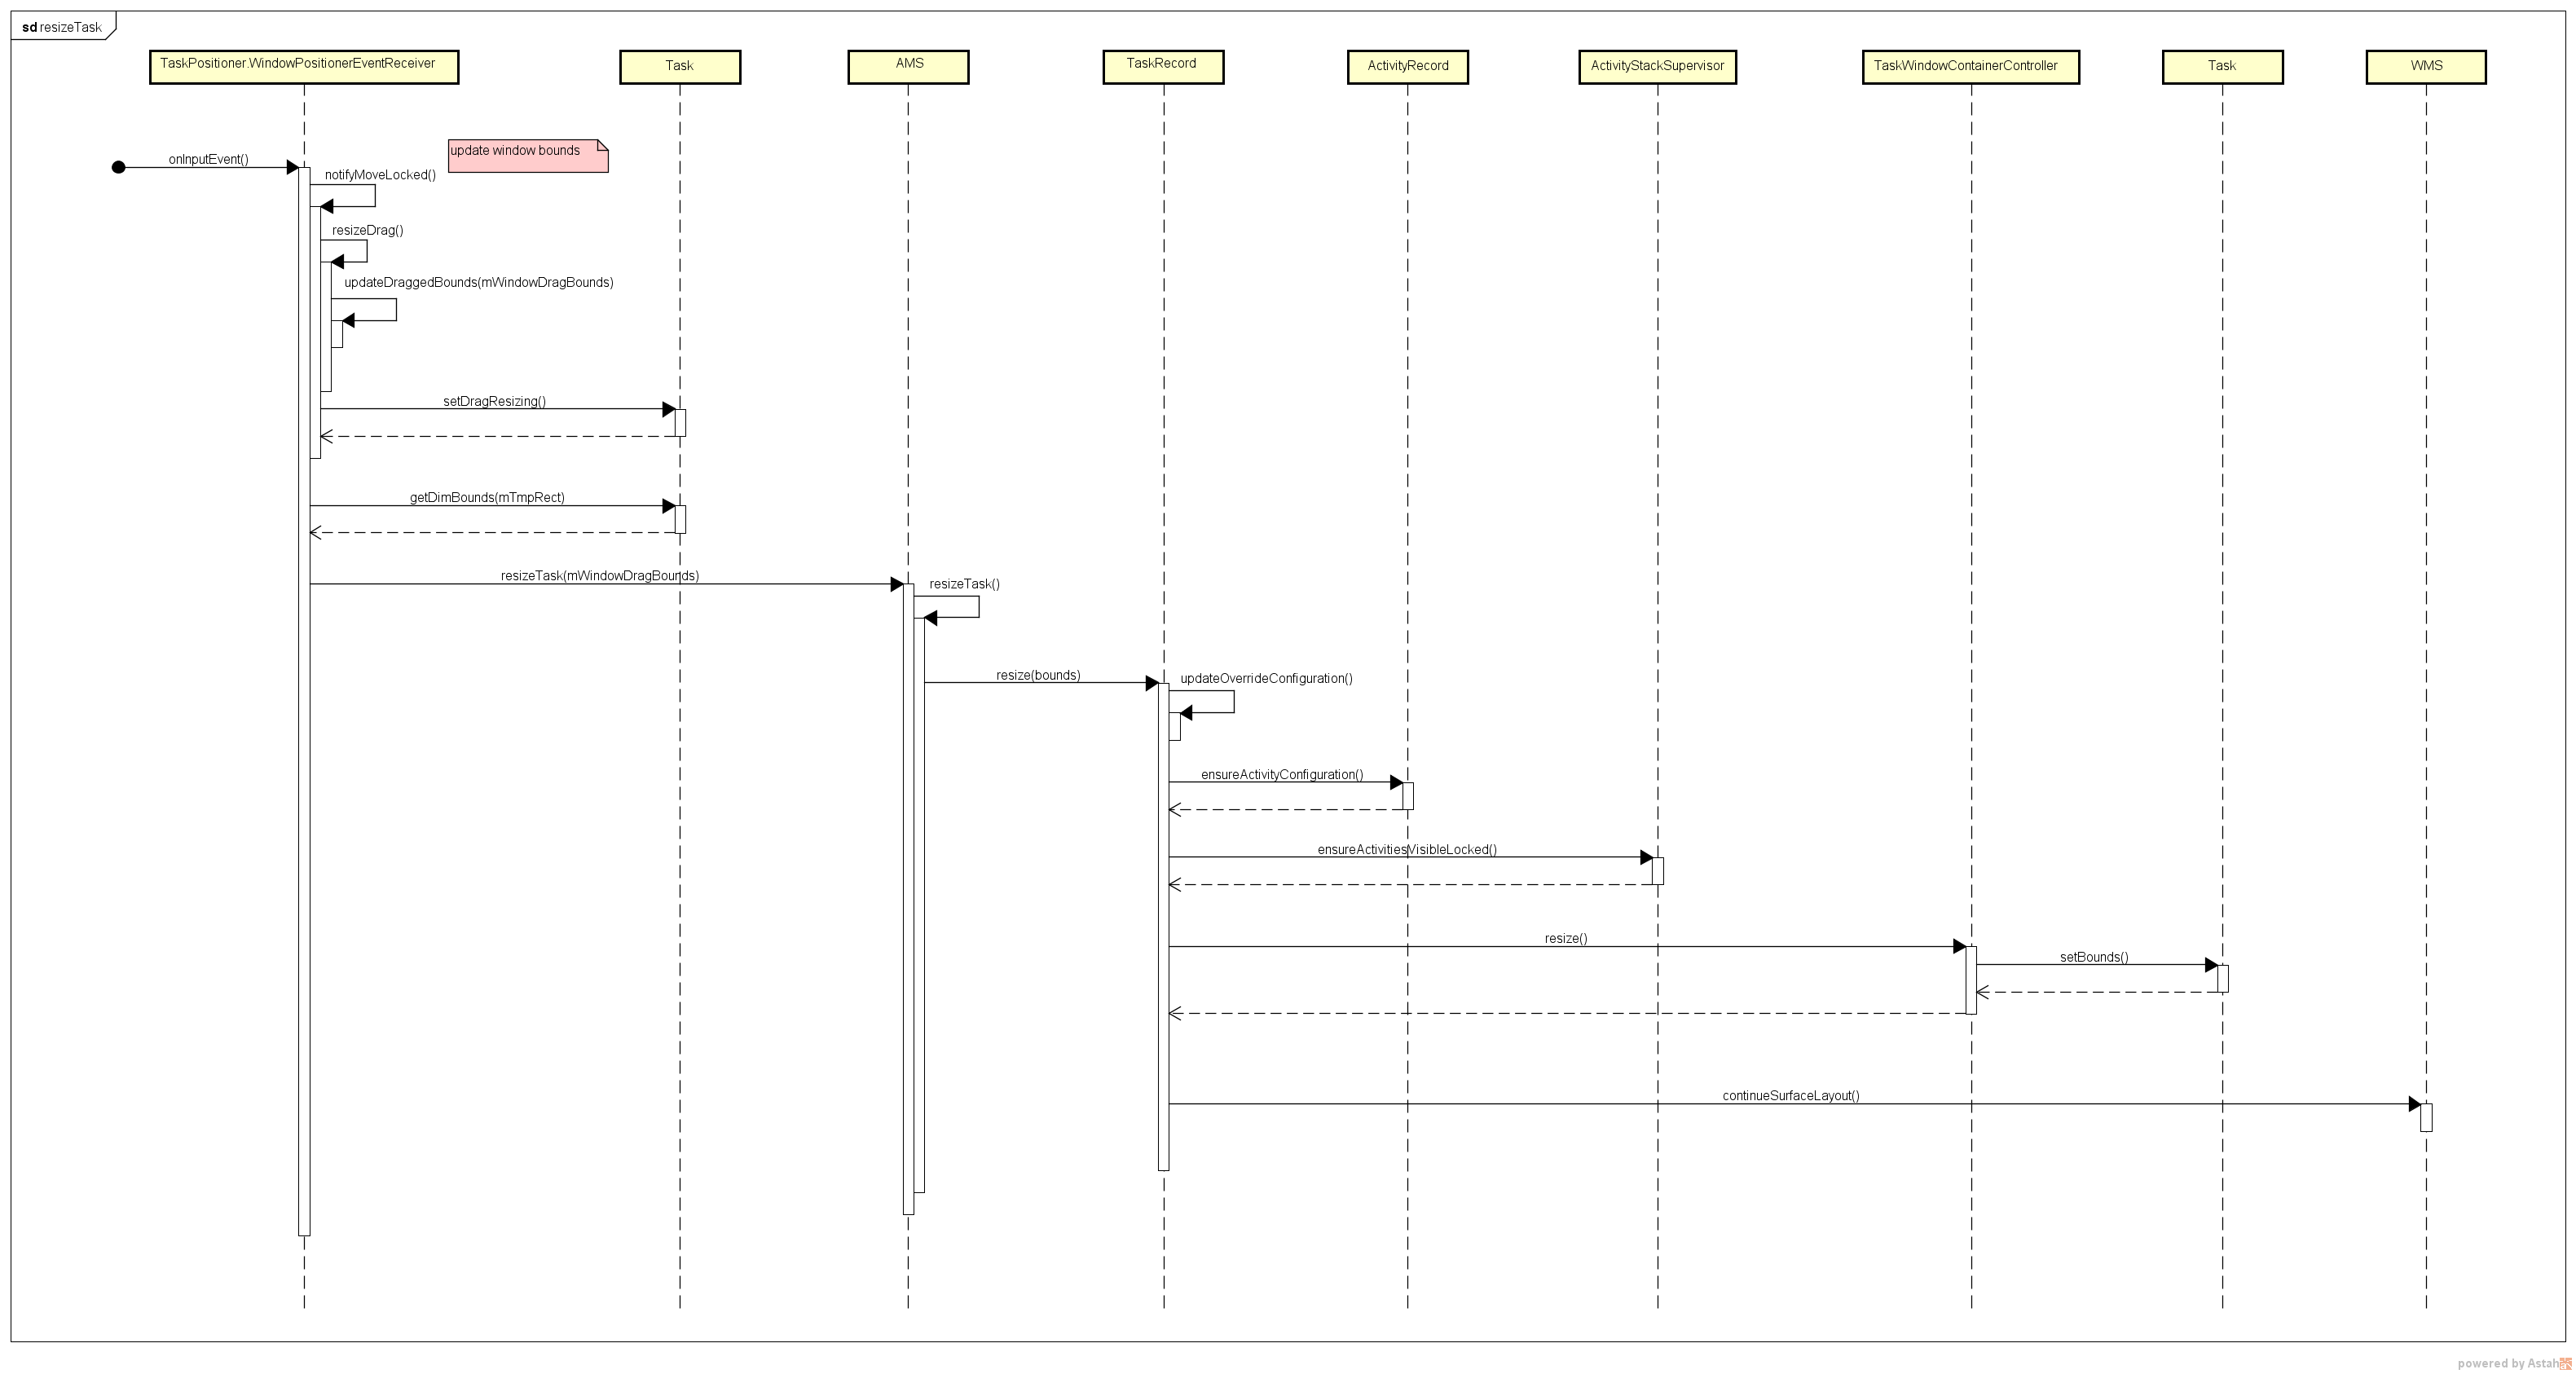 sd resizeTask
TaskPositioner.WindowPositionerEventReceiver
Task
AMS
TaskRecord
ActivityRecord
ActivityStackSupervisor
TaskWindowContainerController
Task
WMS
update window bounds
onInputEvent()
notifyMoveLocked()
resizeDrag()
updateDraggedBounds(mWindowDragBounds)
setDragResizing()
getDimBounds(mTmpRect)
resizeTask(mWindowDragBounds)
resizeTask()
resize(bounds)
updateOverrideConfiguration()
ensureActivityConfiguration()
ensureActivitiesVisibleLocked()
resize()
setBounds()
continueSurfaceLayout()
powered by Astah